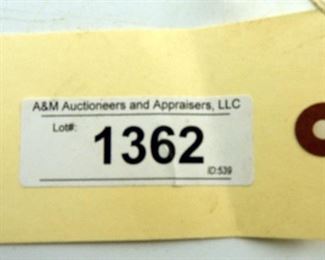 A&M Auctioneers and Appraisers, LLC
Lot#:
1362
ID:539